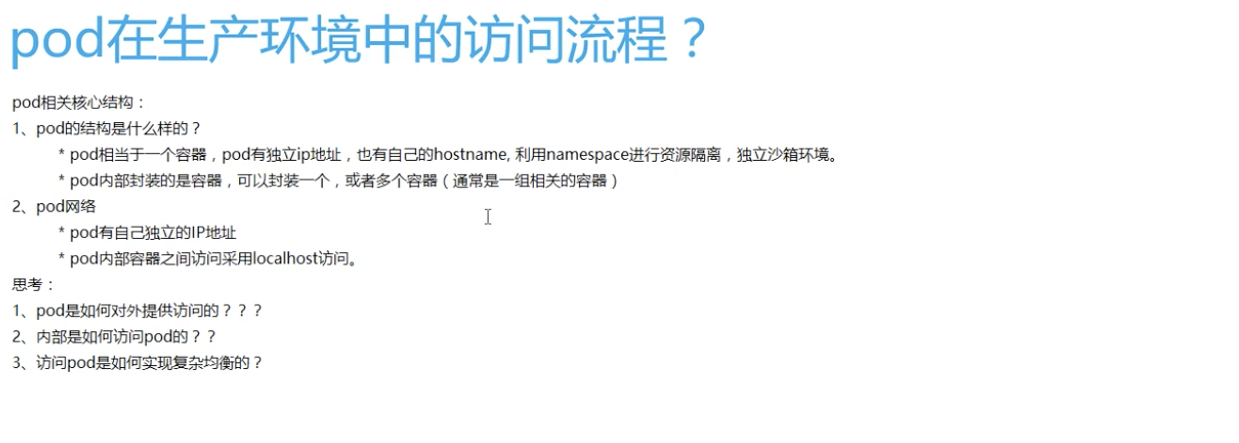 pod在生产环境中的访问流程？
pod相关核心结构：
1、pod的结构是什么样的？
* pod相当于一个容器，pod有独立ip地址，也有自己的hostname, 利用namespace进行资源隔离，独立沙箱环境。
* pod内部封装的是容器，可以封装一个，或者多个容器（通常是一组相关的容器）
2、pod网络
* pod有自己独立的IP地址
* pod内部容器之间访问采用localhost访问。
思考：
1、pod是如何对外提供访问的？？？
2、内部是如何访问pod的？？
3、访问pod是如何实现复杂均衡的？